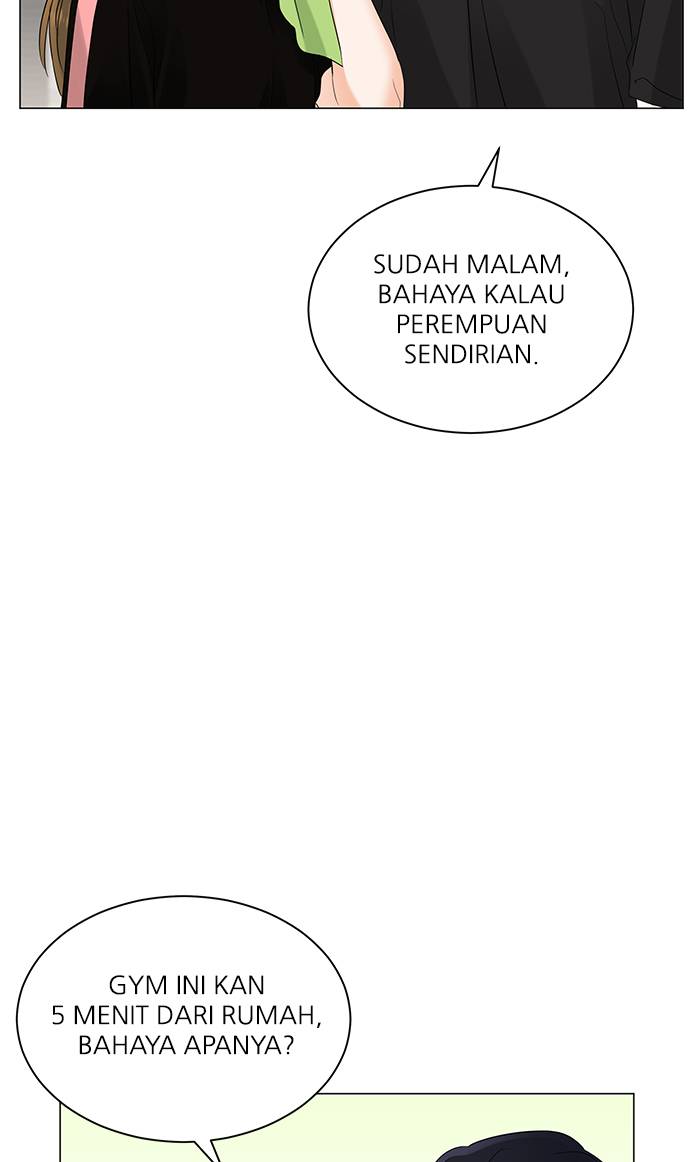 SUDAH MALAM,
BAHAYA KALAU
PEREMPUAN
SENDIRIAN.
GYM INI KAN
5 MENIT DARI RUMAH,
BAHAYA APANYA?